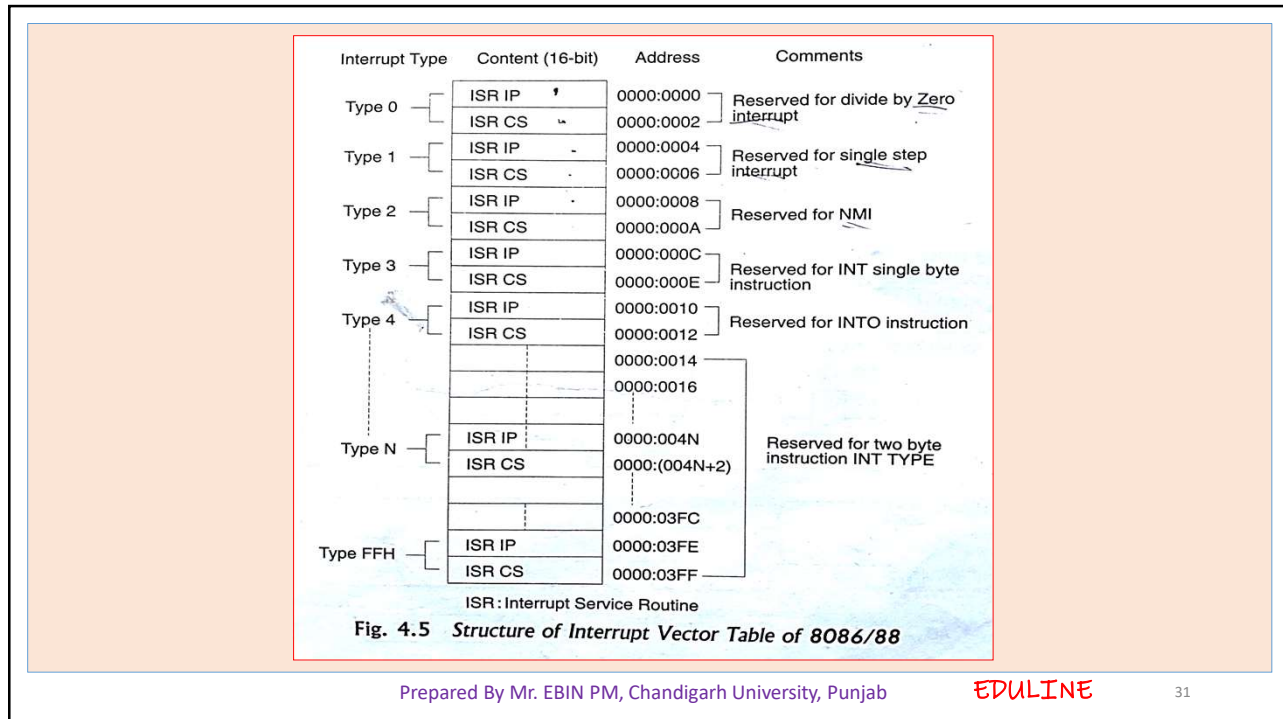 Interrupt Type Content (16-bit) Address Comments
Type 0 ISR IP 0000:0000 Reserved for divide by Zero
ISR CS 0000:0002 interrupt
Type 1 ISR IP 0000:0004 Reserved for single step
ISR CS 0000:0006 interrupt
Type 2 ISR IP 0000:0008 Reserved for NMI
ISR CS 0000:000A
Type 3 ISR IP 0000:000C Reserved for INT single byte
ISR CS 0000:000E instruction
Type 4 ISR IP 0000:0010 Reserved for INTO instruction
ISR CS 0000:0012
0000:0014
0000:0016
Type N ISR IP 0000:004N Reserved for two byte
ISR CS 0000:(004N+2) instruction INT TYPE
0000:03FC
Type FFH ISR IP 0000:03FE
ISR CS 0000:03FF
ISR : Interrupt Service Routine
Fig. 4.5 Structure of Interrupt Vector Table of 8086/88
Prepared By Mr. EBIN PM, Chandigarh University, Punjab EDULINE 31